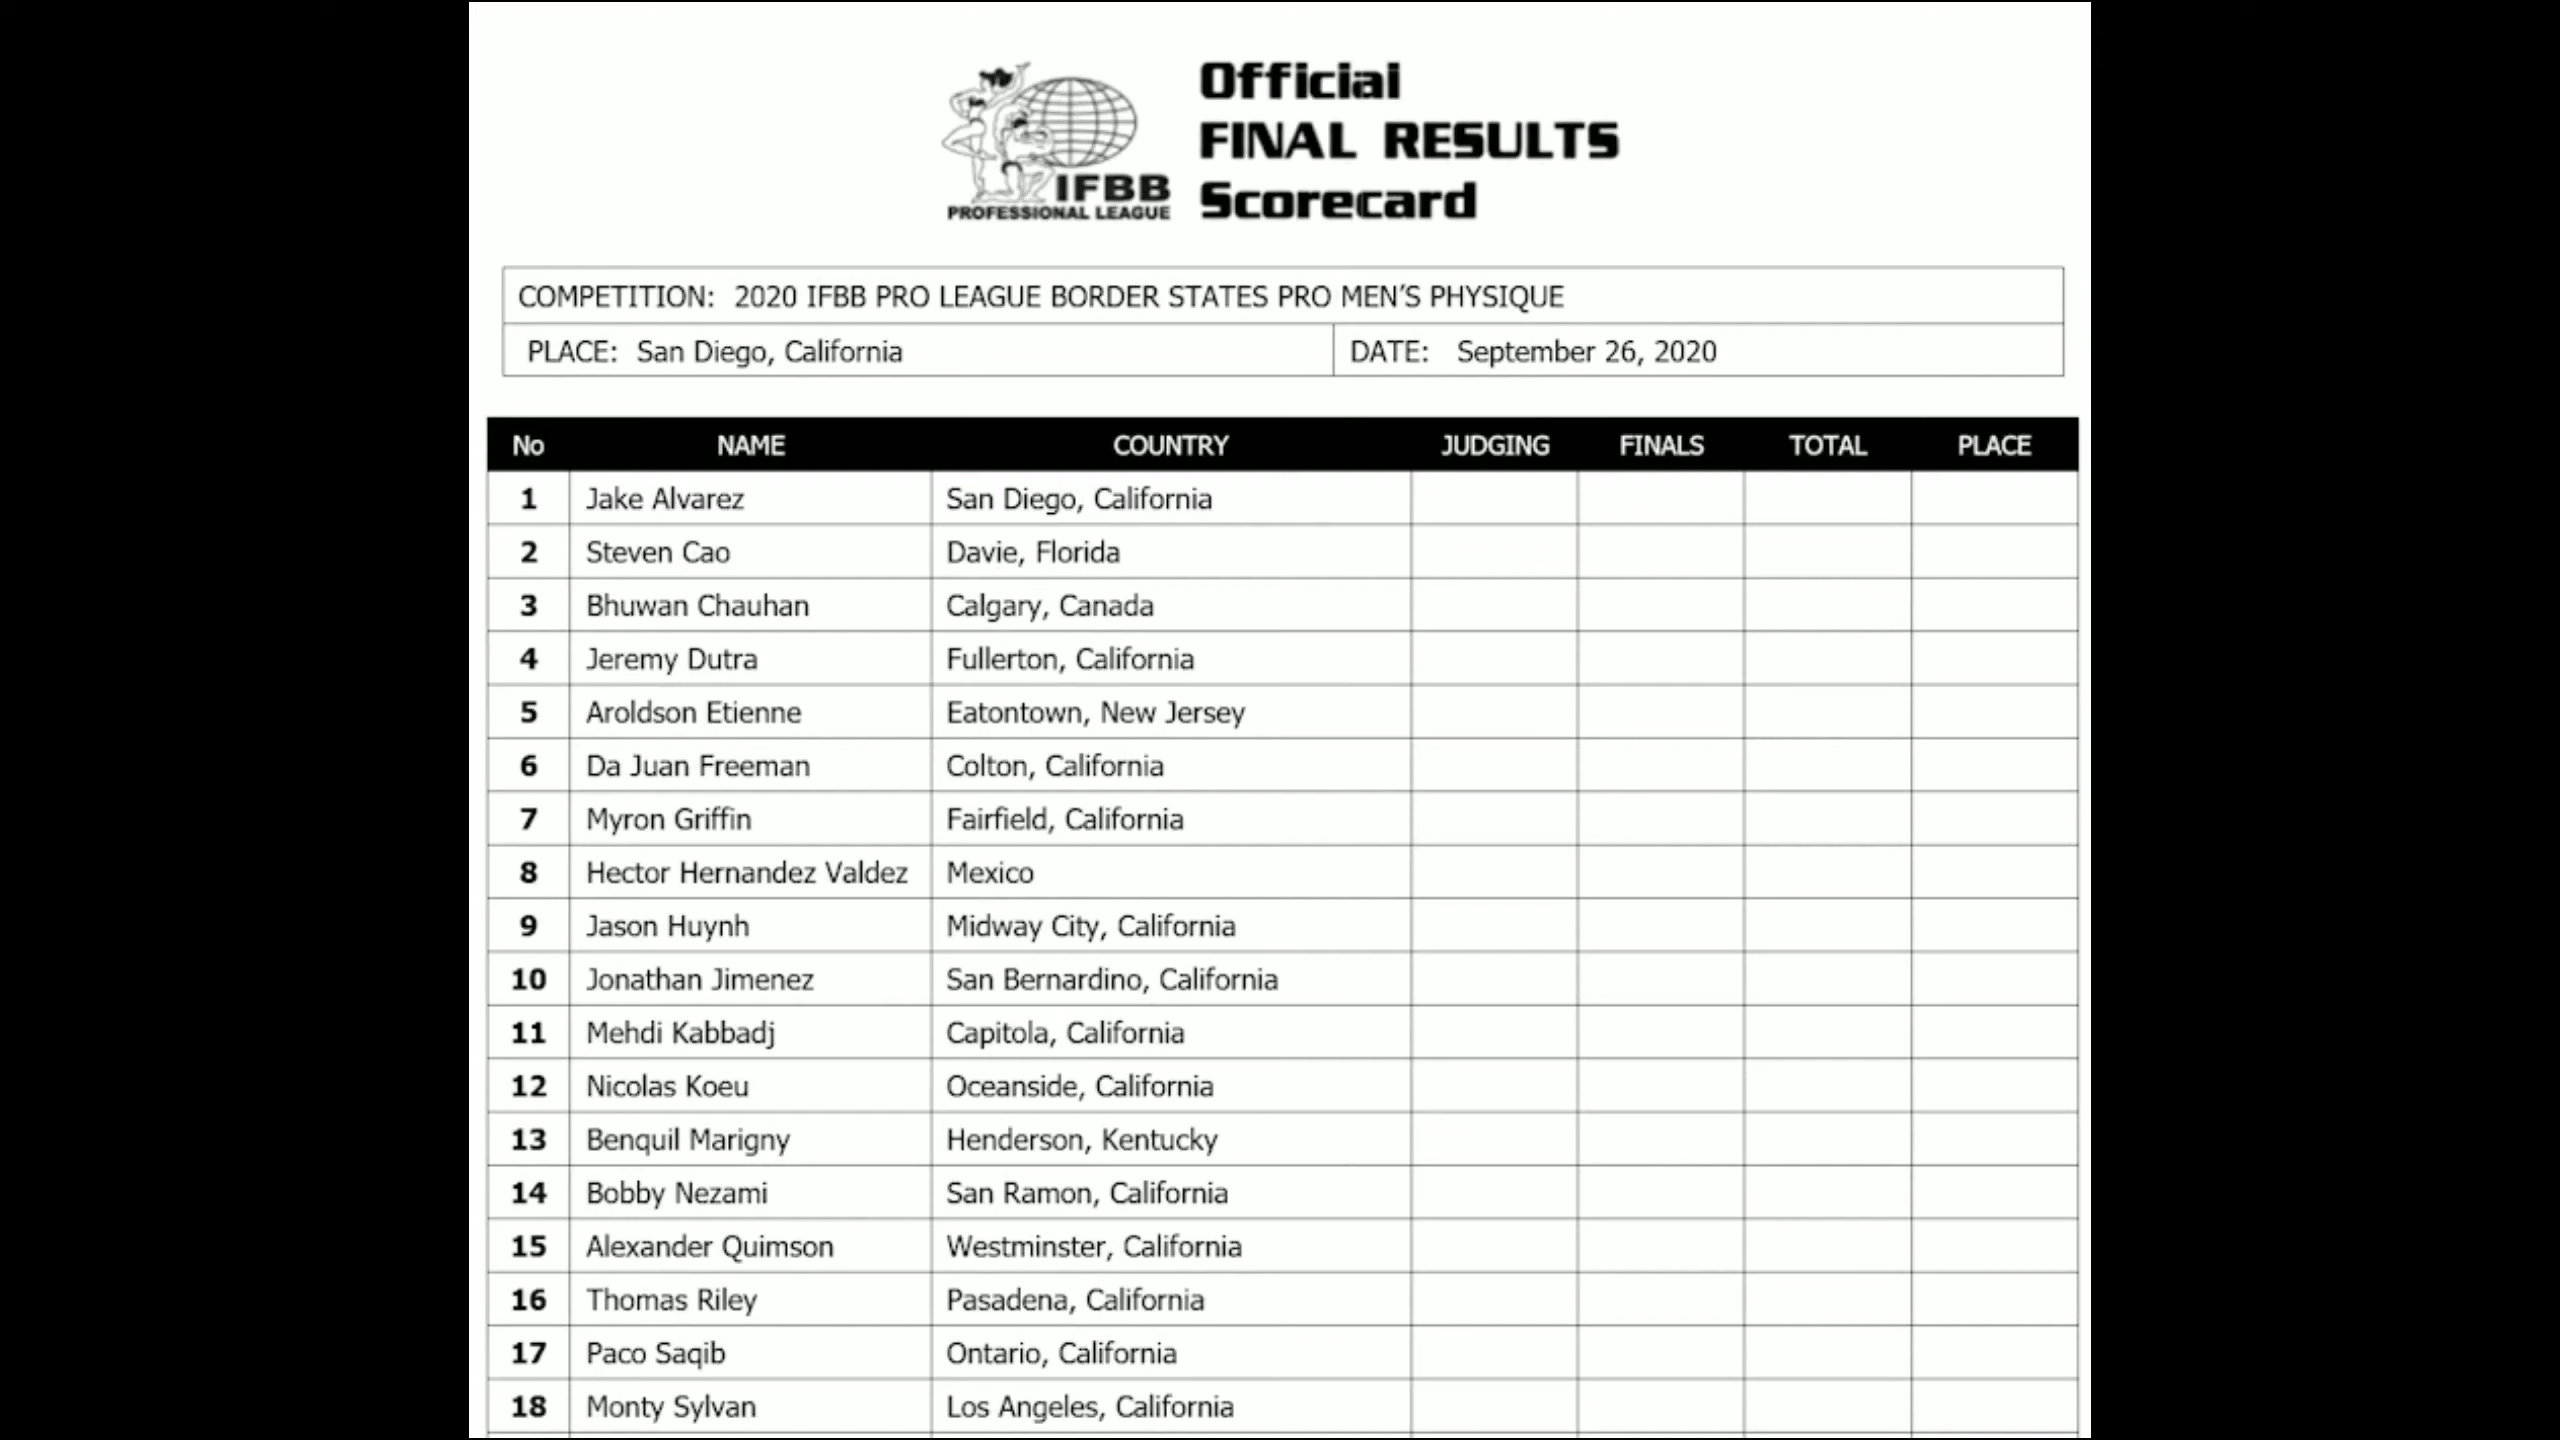 Official
FINAL RESULTS
Scorecard
IFBB
PROFESSIONAL LEAGUE
COMPETITION: 2020 IFBB PRO LEAGUE BORDER STATES PRO MEN'S PHYSIQUE
PLACE: San Diego, California DATE: September 26, 2020
No NAME COUNTRY JUDGING FINALS TOTAL PLACE
1 Jake Alvarez San Diego, California
2 Steven Cao Davie, Florida
3 Bhuwan Chauhan Calgary, Canada
4 Jeremy Dutra Fullerton, California
5 Aroldson Etienne Eatontown, New Jersey
6 Da Juan Freeman Colton, California
7 Myron Griffin Fairfield, California
8 Hector Hernandez Valdez Mexico
9 Jason Huynh Midway City, California
10 Jonathan Jimenez San Bernardino, California
11 Mehdi Kabbadj Capitola, California
12 Nicolas Koeu Oceanside, California
13 Benquil Marigny Henderson, Kentucky
14 Bobby Nezami San Ramon, California
15 Alexander Quimson Westminster, California
16 Thomas Riley Pasadena, California
17 Paco Saqib Ontario, California
18 Monty Sylvan Los Angeles, California